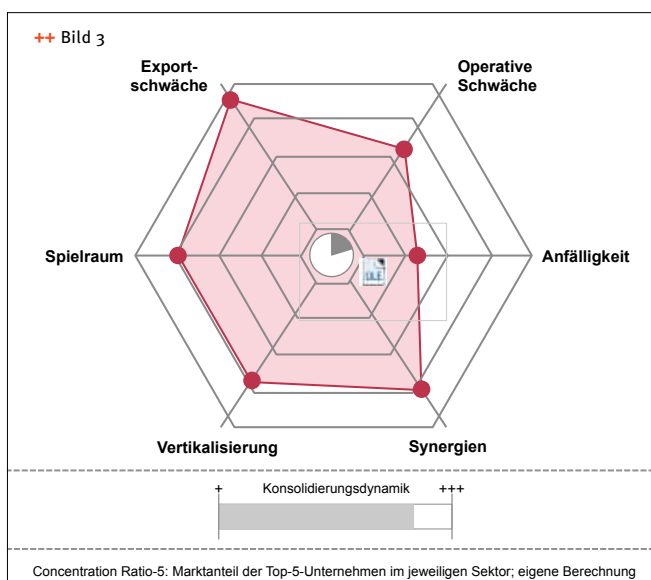 ++ Bild 3
Export-
schwäche
Operative
Schwäche
Spielraum
Anfälligkeit
Vertikalisierung
Synergien
+ Konsolidierungsdynamik +++
Concentration Ratio-5: Marktanteil der Top-5-Unternehmen im jeweiligen Sektor; eigene Berechnung